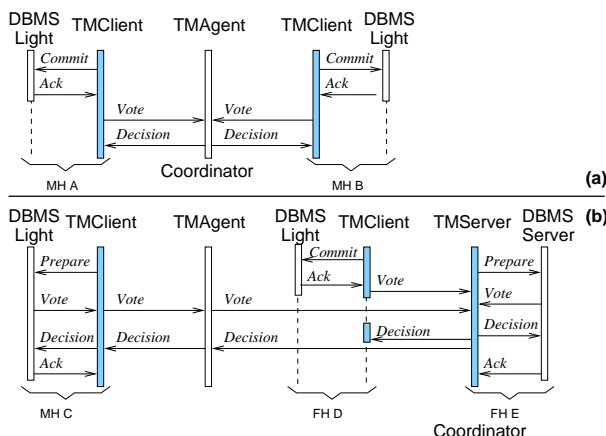 DBMS Light TMClient TMAgent TMClient DBMS Light
Commit Commit
Ack Ack
Vote Vote
Decision Decision
Coordinator
MH A MH B (a)
DBMS Light TMClient TMAgent DBMS Light TMClient TMServer DBMS Server (b)
Commit
Prepare Prepare
Ack Vote
Vote Vote Vote Vote
Decision Decision
Decision Decision Decision
Ack Ack
MH C FH D FH E
Coordinator